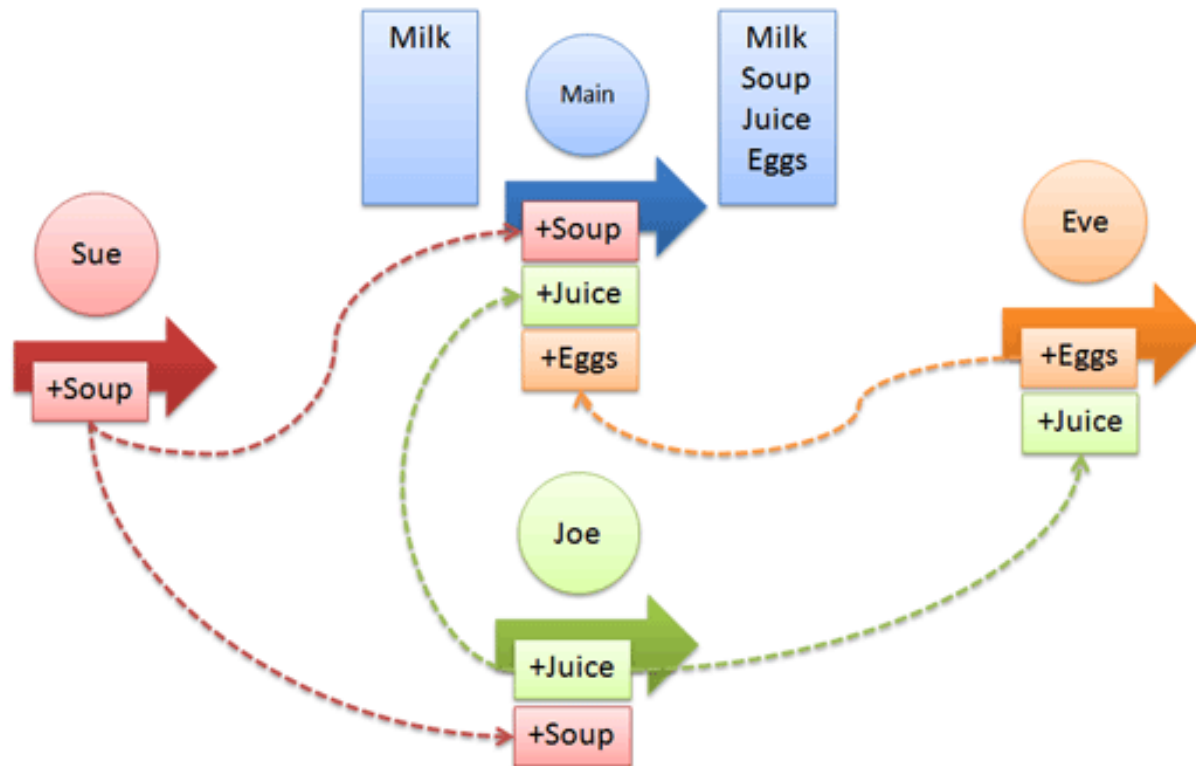 Milk
Main
Milk
Soup
Juice
Eggs
Sue
+Soup
+Soup
+Juice
+Eggs
Eve
+Eggs
+Juice
Joe
+Juice
+Soup